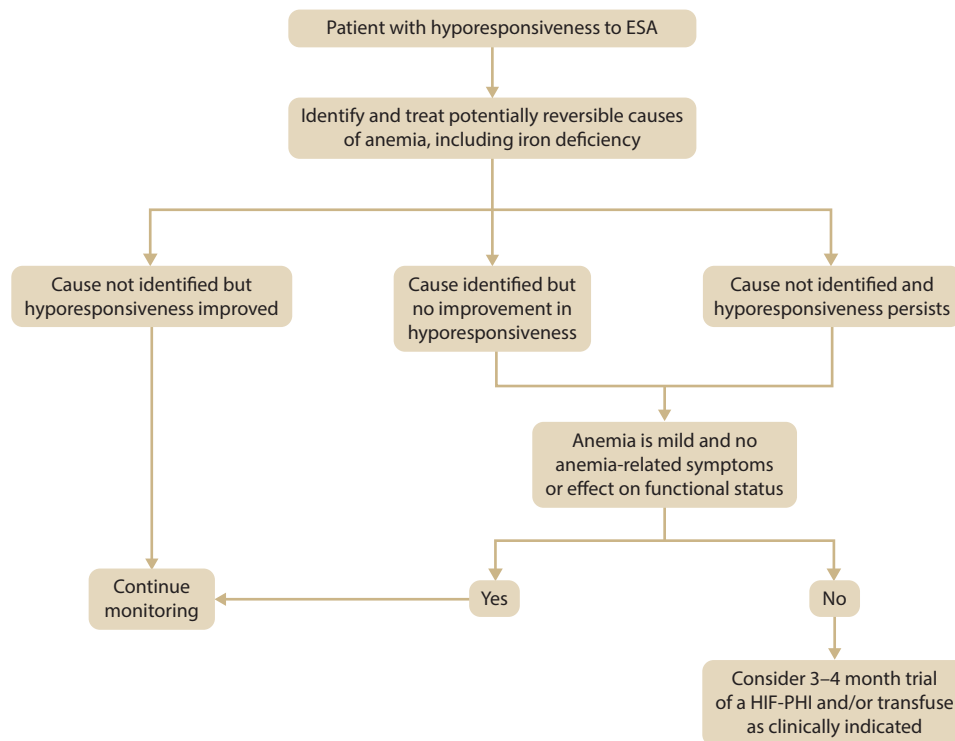 Patient with hyporesponsiveness to ESA
Identify and treat potentially reversible causes
of anemia, including iron deficiency
Cause not identified but
hyporesponsiveness improved
Cause identified but
no improvement in
hyporesponsiveness
Cause not identified and
hyporesponsiveness persists
Anemia is mild and no
anemia-related symptoms
or effect on functional status
Continue
monitoring
Yes
No
Consider 3–4 month trial
of a HIF-PHI and/or transfuse
as clinically indicated